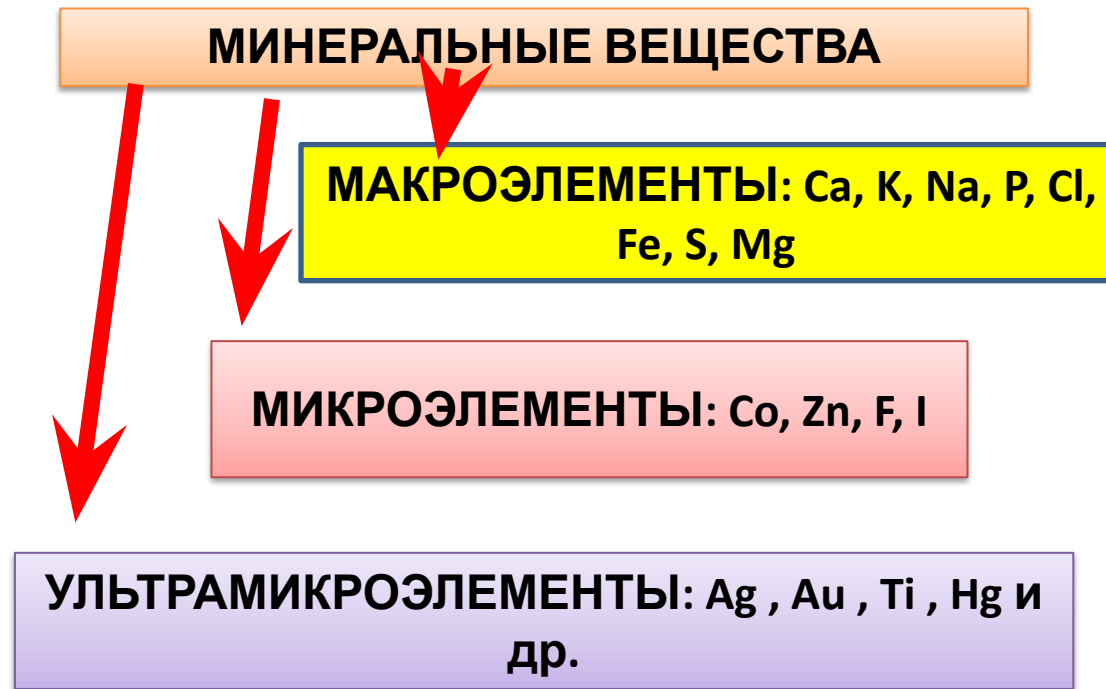 МИНЕРАЛЬНЫЕ ВЕЩЕСТВА
МАКРОЭЛЕМЕНТЫ: Ca, K, Na, P, Cl,
Fe, S, Mg
МИКРОЭЛЕМЕНТЫ: Co, Zn, F, I
УЛЬТРАМИКРОЭЛЕМЕНТЫ: Ag , Au , Ti , Hg и
др.